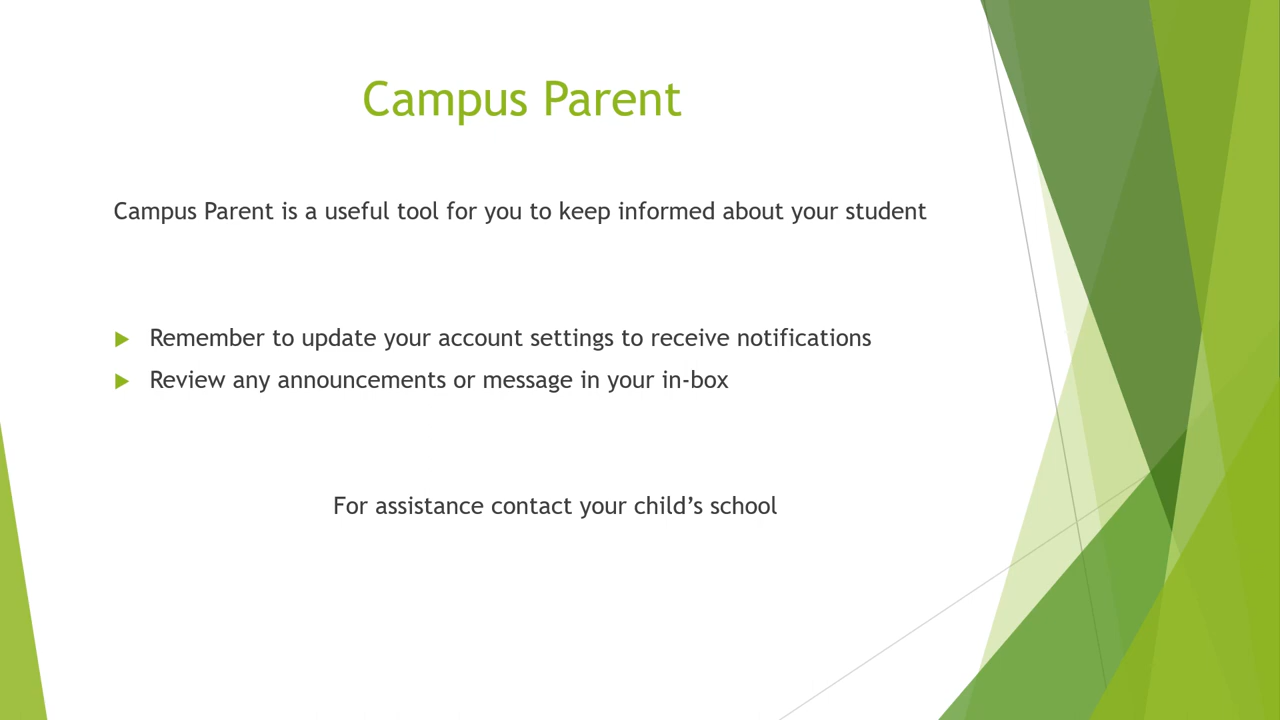 Campus Parent
Campus Parent is a useful tool for you to keep informed about your student
Remember to update your account settings to receive notifications
Review any announcements or message in your in-box
For assistance contact your child’s school